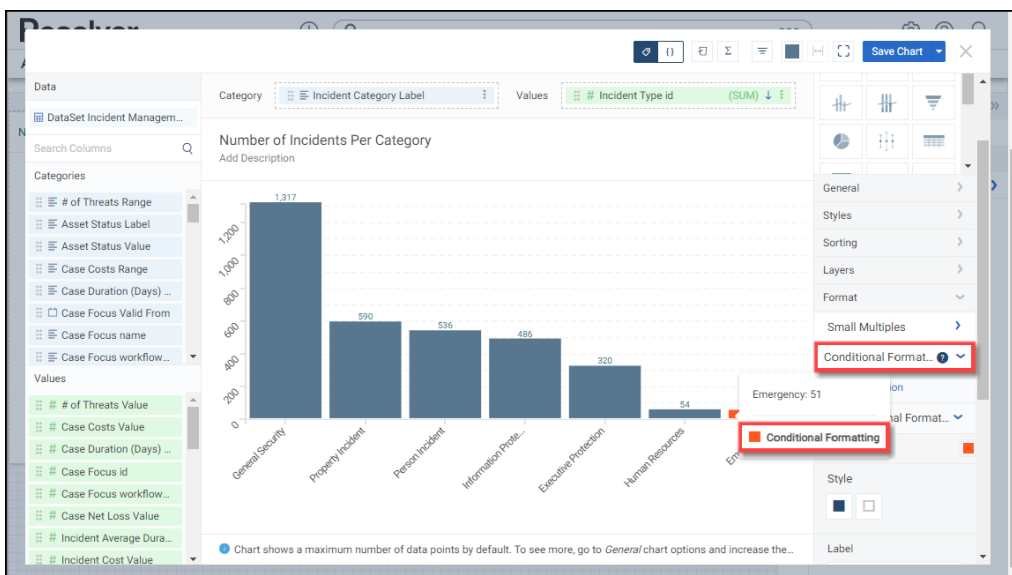 Resolver
Save Chart
Data
DataSet Incident Managem...
Search Columns
Categories
# of Threats Range
Asset Status Label
Asset Status Value
Case Costs Range
Case Duration (Days) ...
Case Focus Valid From
Case Focus name
Case Focus workflow...
Values
# # of Threats Value
# Case Costs Value
# Case Duration (Days) ...
# Case Focus id
# Case Focus workflow...
# Case Net Loss Value
# Incident Average Dura...
# Incident Cost Value
Category
Incident Category Label
Values
# Incident Type id (SUM)
Number of Incidents Per Category
Add Description
1,317
590
536
486
320
54
1,200
1,000
800
600
400
200
0
General Security
Property Incident
Person Incident
Information Prote...
Executive Protection
Human Resources
Emergency: 51
Conditional Formatting
Chart shows a maximum number of data points by default. To see more, go to General chart options and increase the...
General
Styles
Sorting
Layers
Format
Small Multiples
Conditional Format...
Style
Label